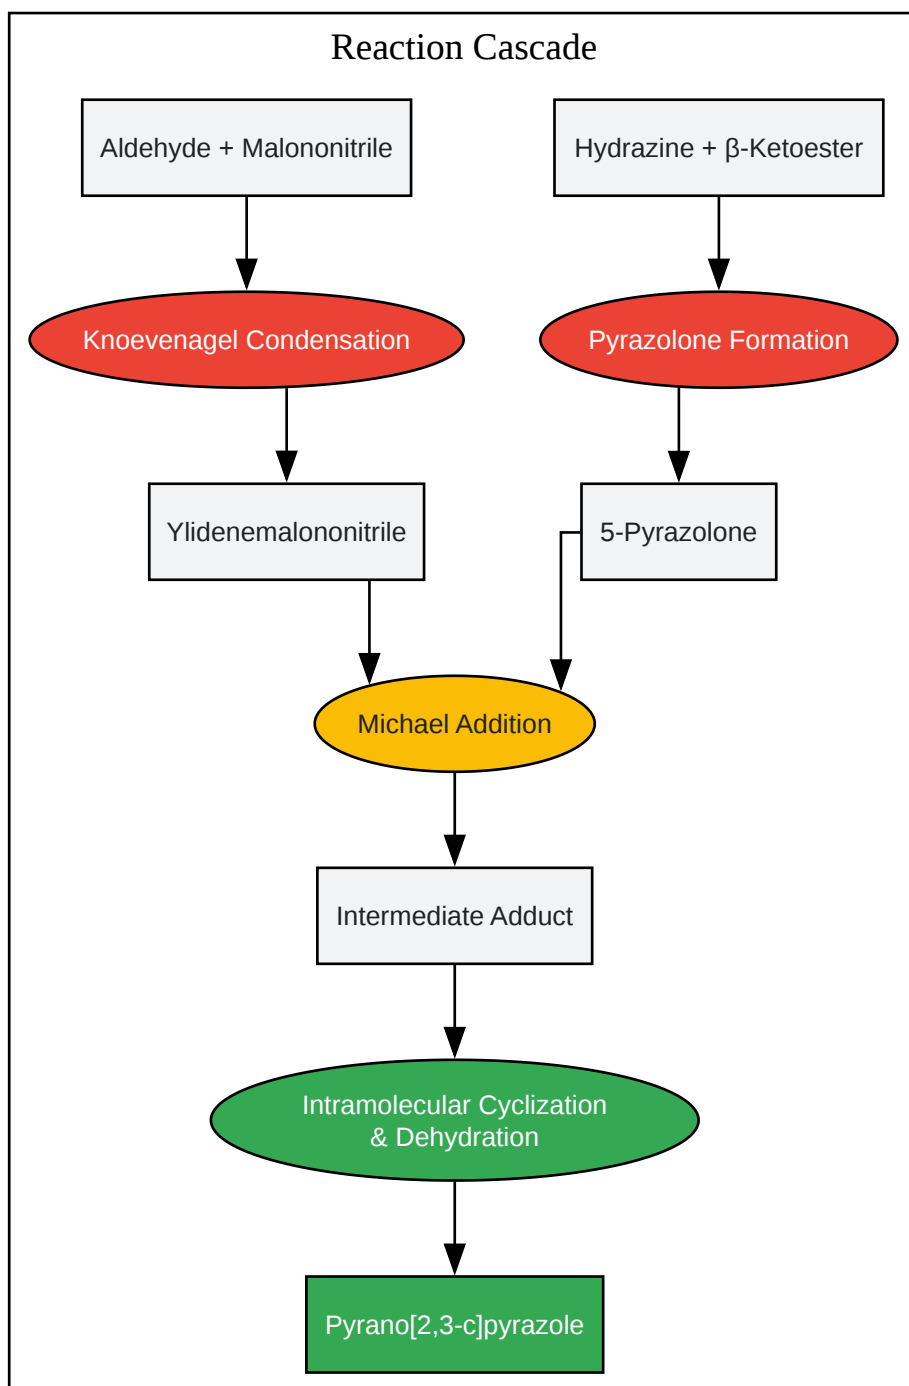 Reaction Cascade
Aldehyde + Malononitrile
Hydrazine + β-Ketoester
Knoevenagel Condensation
Pyrazolone Formation
Ylidenemalononitrile
5-Pyrazolone
Michael Addition
Intermediate Adduct
Intramolecular Cyclization
& Dehydration
Pyrano[2,3-c]pyrazole